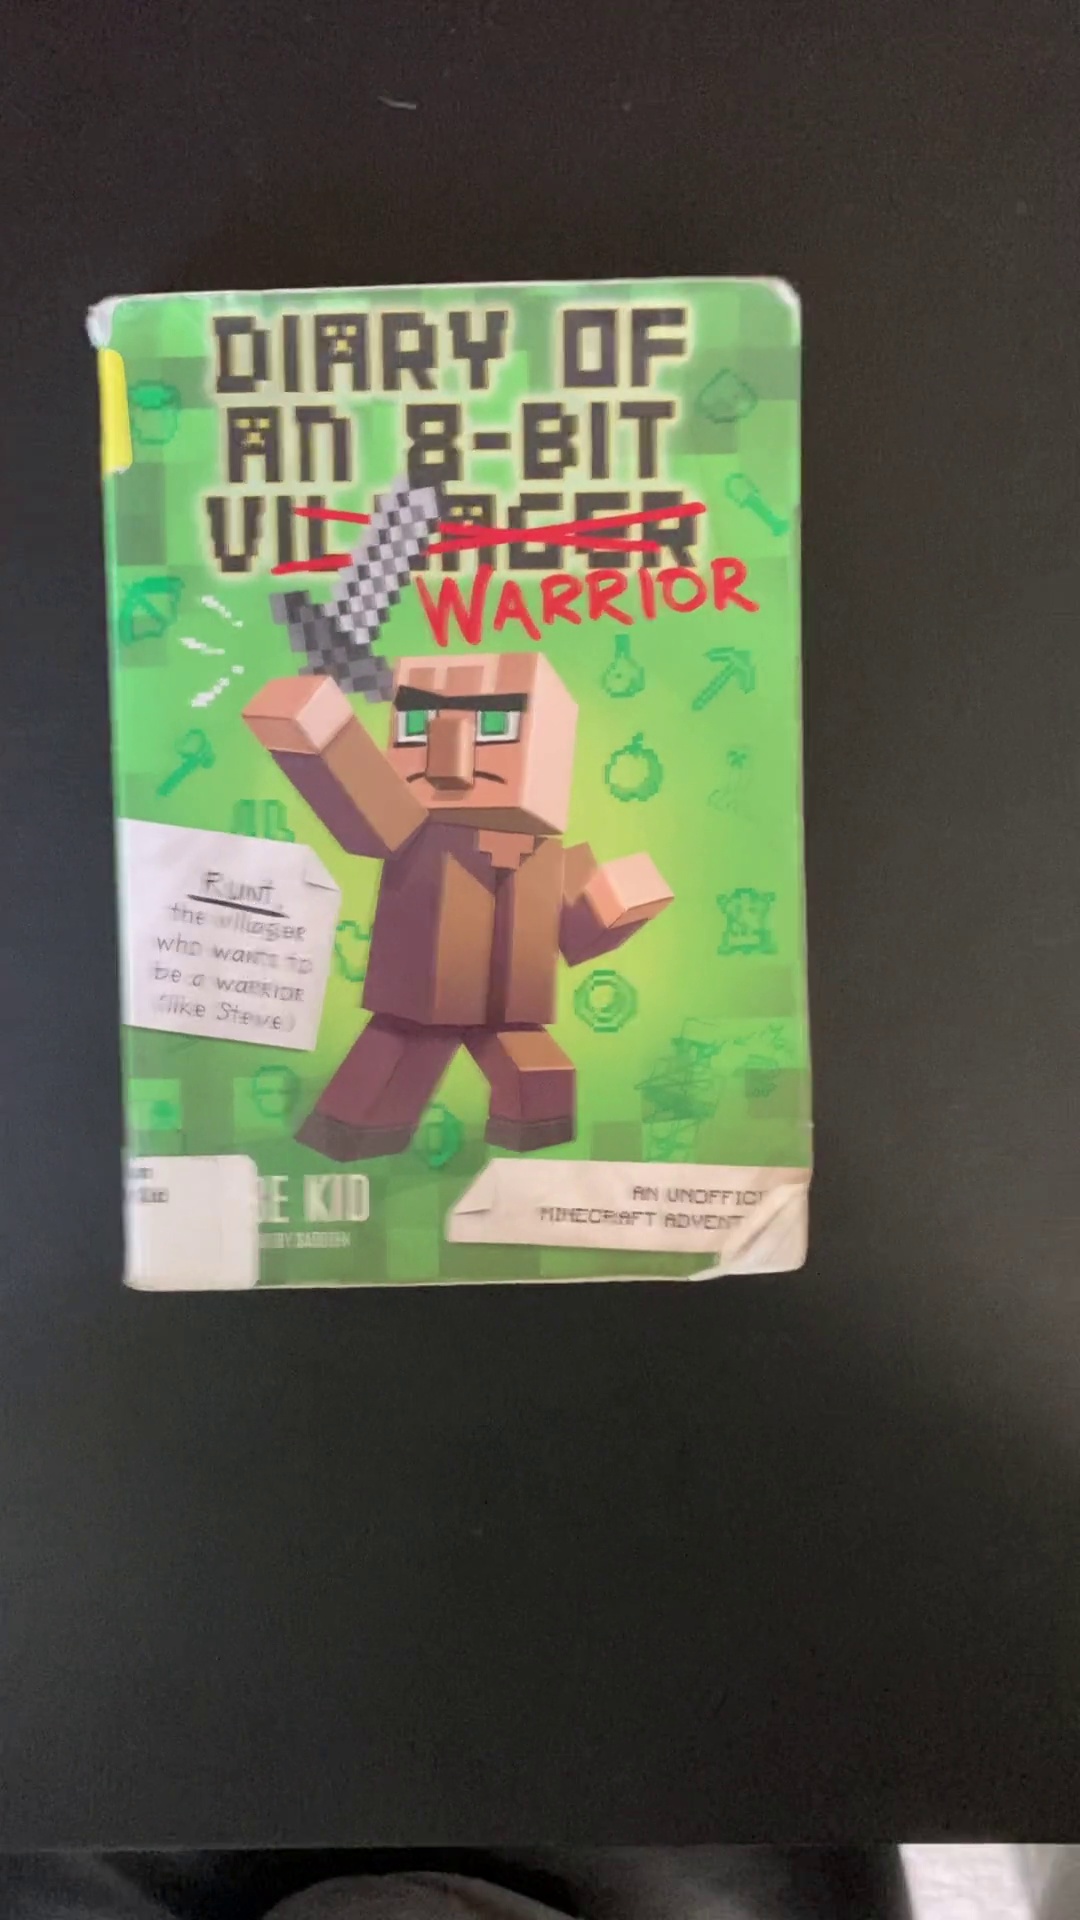 DIARY OF
AN 8-BIT
VILLAGER
WARRIOR
RUNT,
the villager
who wants to
be a warrior
(like Steve)
KID
AN UNOFFICI
MINECRAFT ADVENT